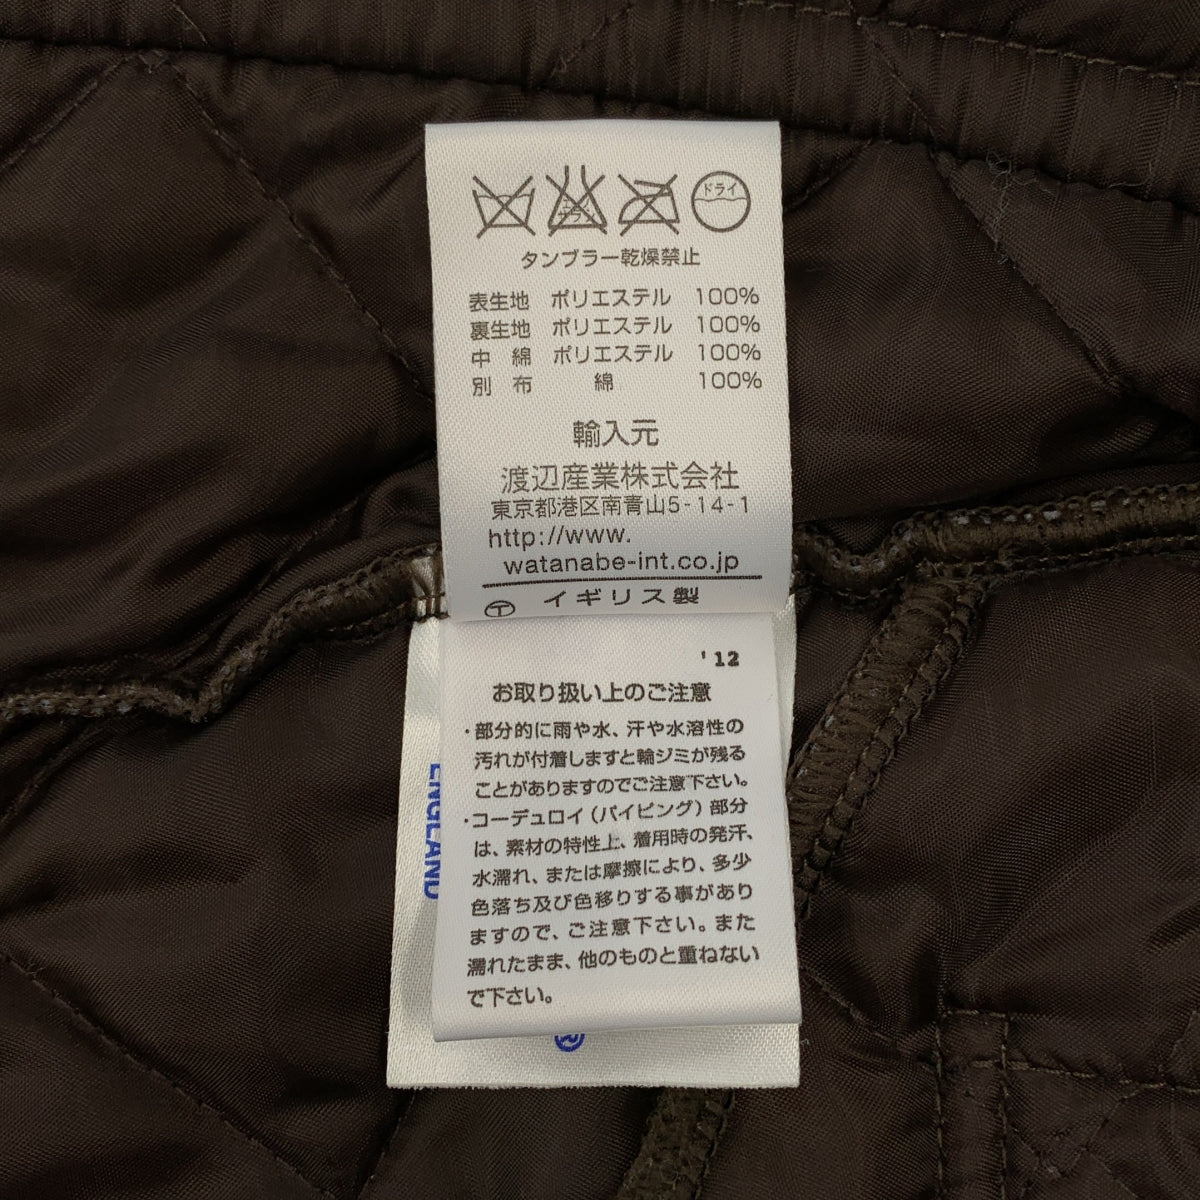 エンソ
サラシ
ドライ
タンブラー乾燥禁止
表生地 ポリエステル 100%
裏生地 ポリエステル 100%
中 綿 ポリエステル 100%
別 布 綿 100%
輸入元
渡辺産業株式会社
東京都港区南青山5-14-1
http://www.
watanabe-int.co.jp
イギリス製
'12
お取り扱い上のご注意
・部分的に雨や水、汗や水溶性の
汚れが付着しますと輪ジミが残る
ことがありますのでご注意下さい。
・コーデュロイ(パイピング)部分
は、素材の特性上、着用時の発汗、
水濡れ、または摩擦により、多少
色落ち及び色移りする事があり
ますので、ご注意下さい。また
濡れたまま、他のものと重ねない
で下さい。
ENGLAND
®